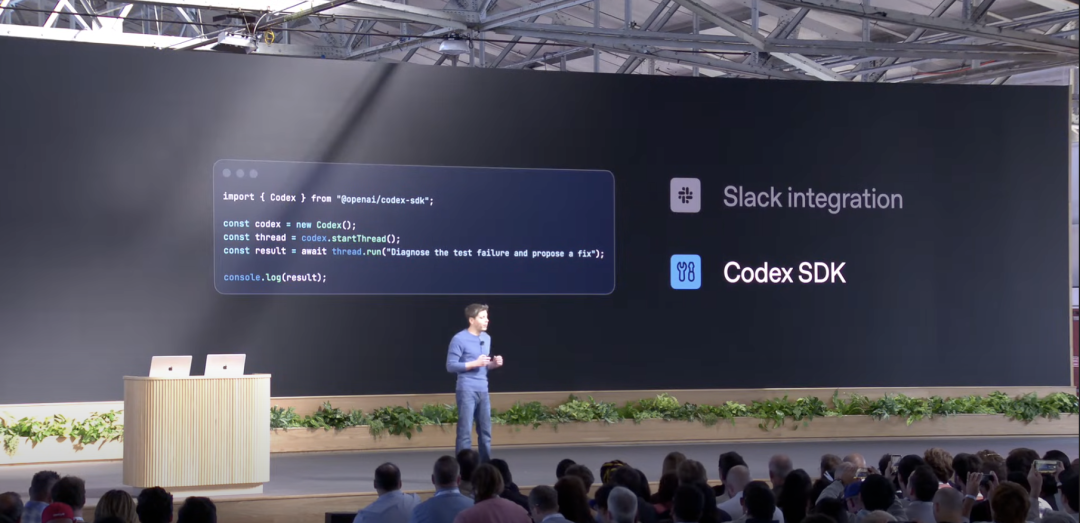 import { Codex } from "@openai/codex-sdk";
const codex = new Codex();
const thread = codex.startThread();
const result = await thread.run("Diagnose the test failure and propose a fix");
console.log(result);
Slack integration
Codex SDK